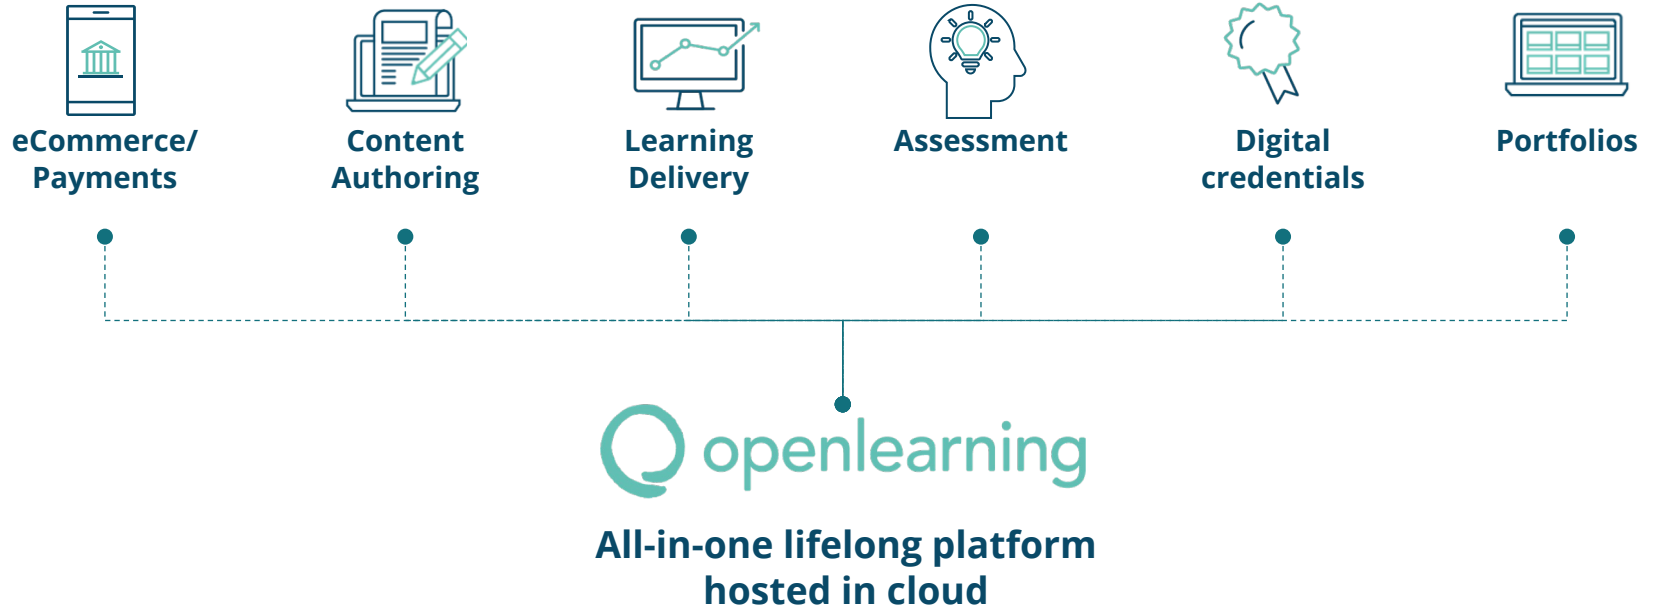 eCommerce/
Payments
Content
Authoring
Learning
Delivery
Assessment
Digital
credentials
Portfolios
openlearning
All-in-one lifelong platform
hosted in cloud